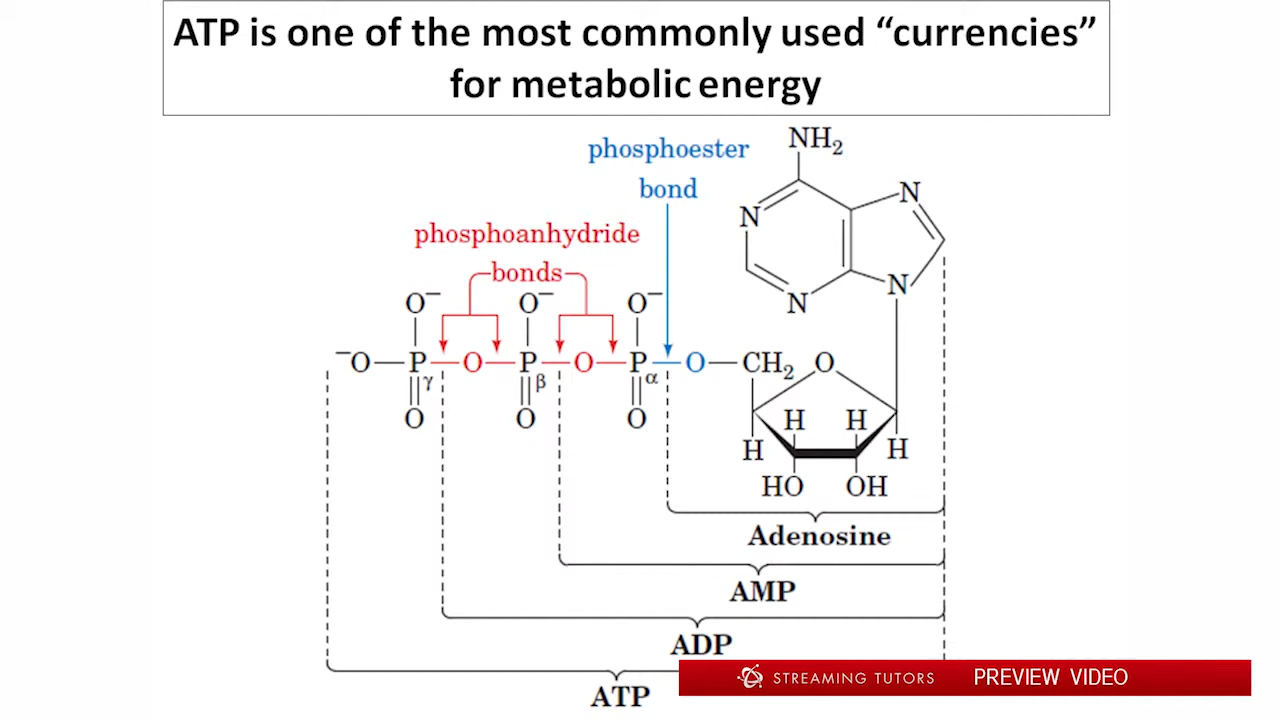 ATP is one of the most commonly used “currencies”
for metabolic energy
phosphoester
bond
NH2
N
N
N
N
phosphoanhydride
bonds
O−
O−
O−
−O—P—O—P—O—P—O—CH2
O
γ
β
α
O
O
O
H
H
H
H
HO
OH
Adenosine
AMP
ADP
ATP
STREAMING TUTORS
PREVIEW VIDEO